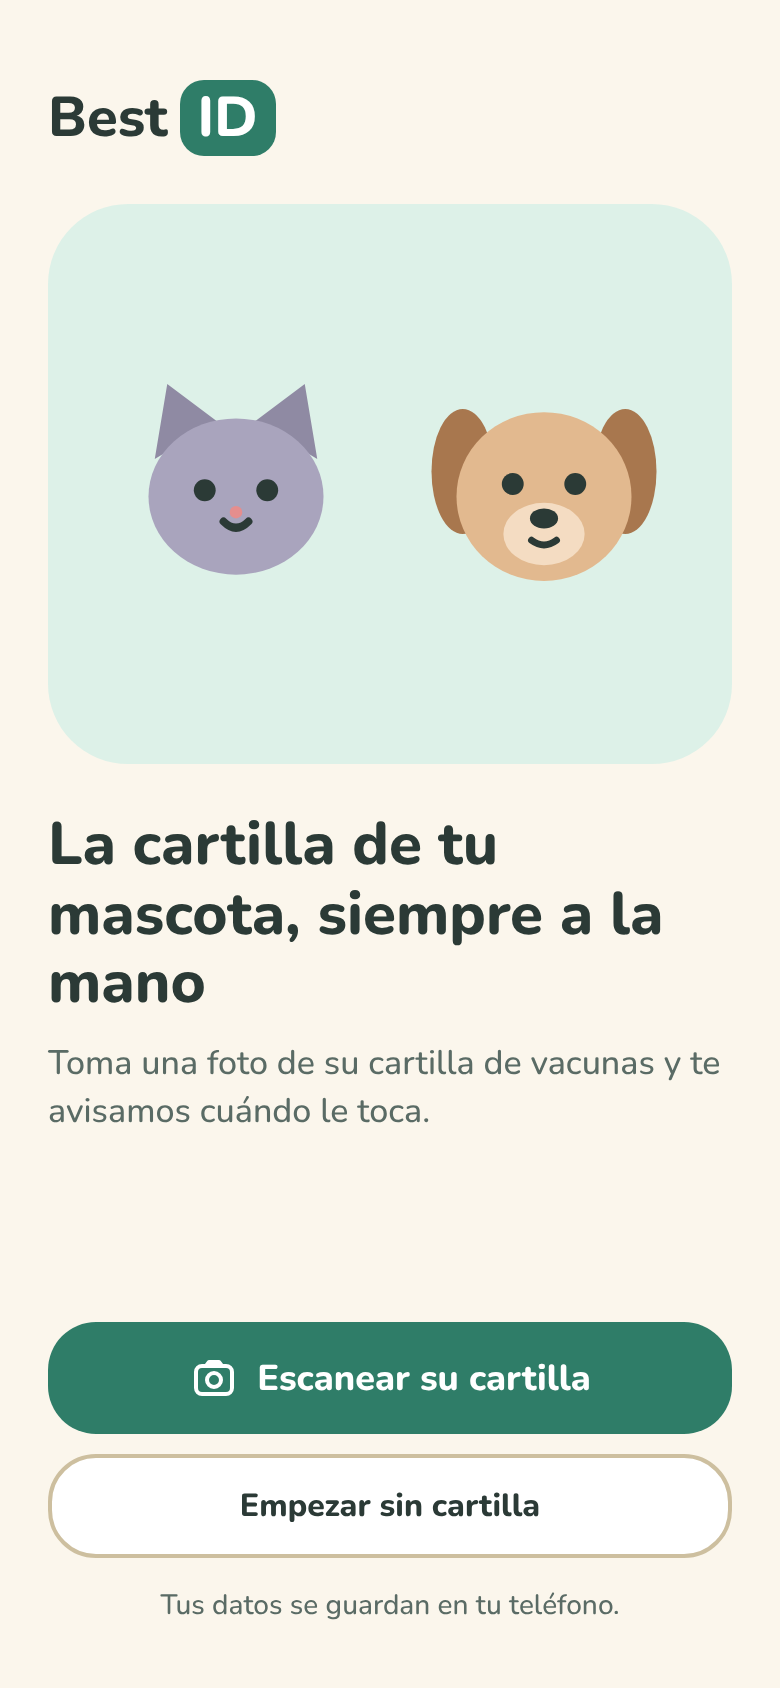 Best ID
La cartilla de tu
mascota, siempre a la
mano
Toma una foto de su cartilla de vacunas y te
avisamos cuándo le toca.
Escanear su cartilla
Empezar sin cartilla
Tus datos se guardan en tu teléfono.